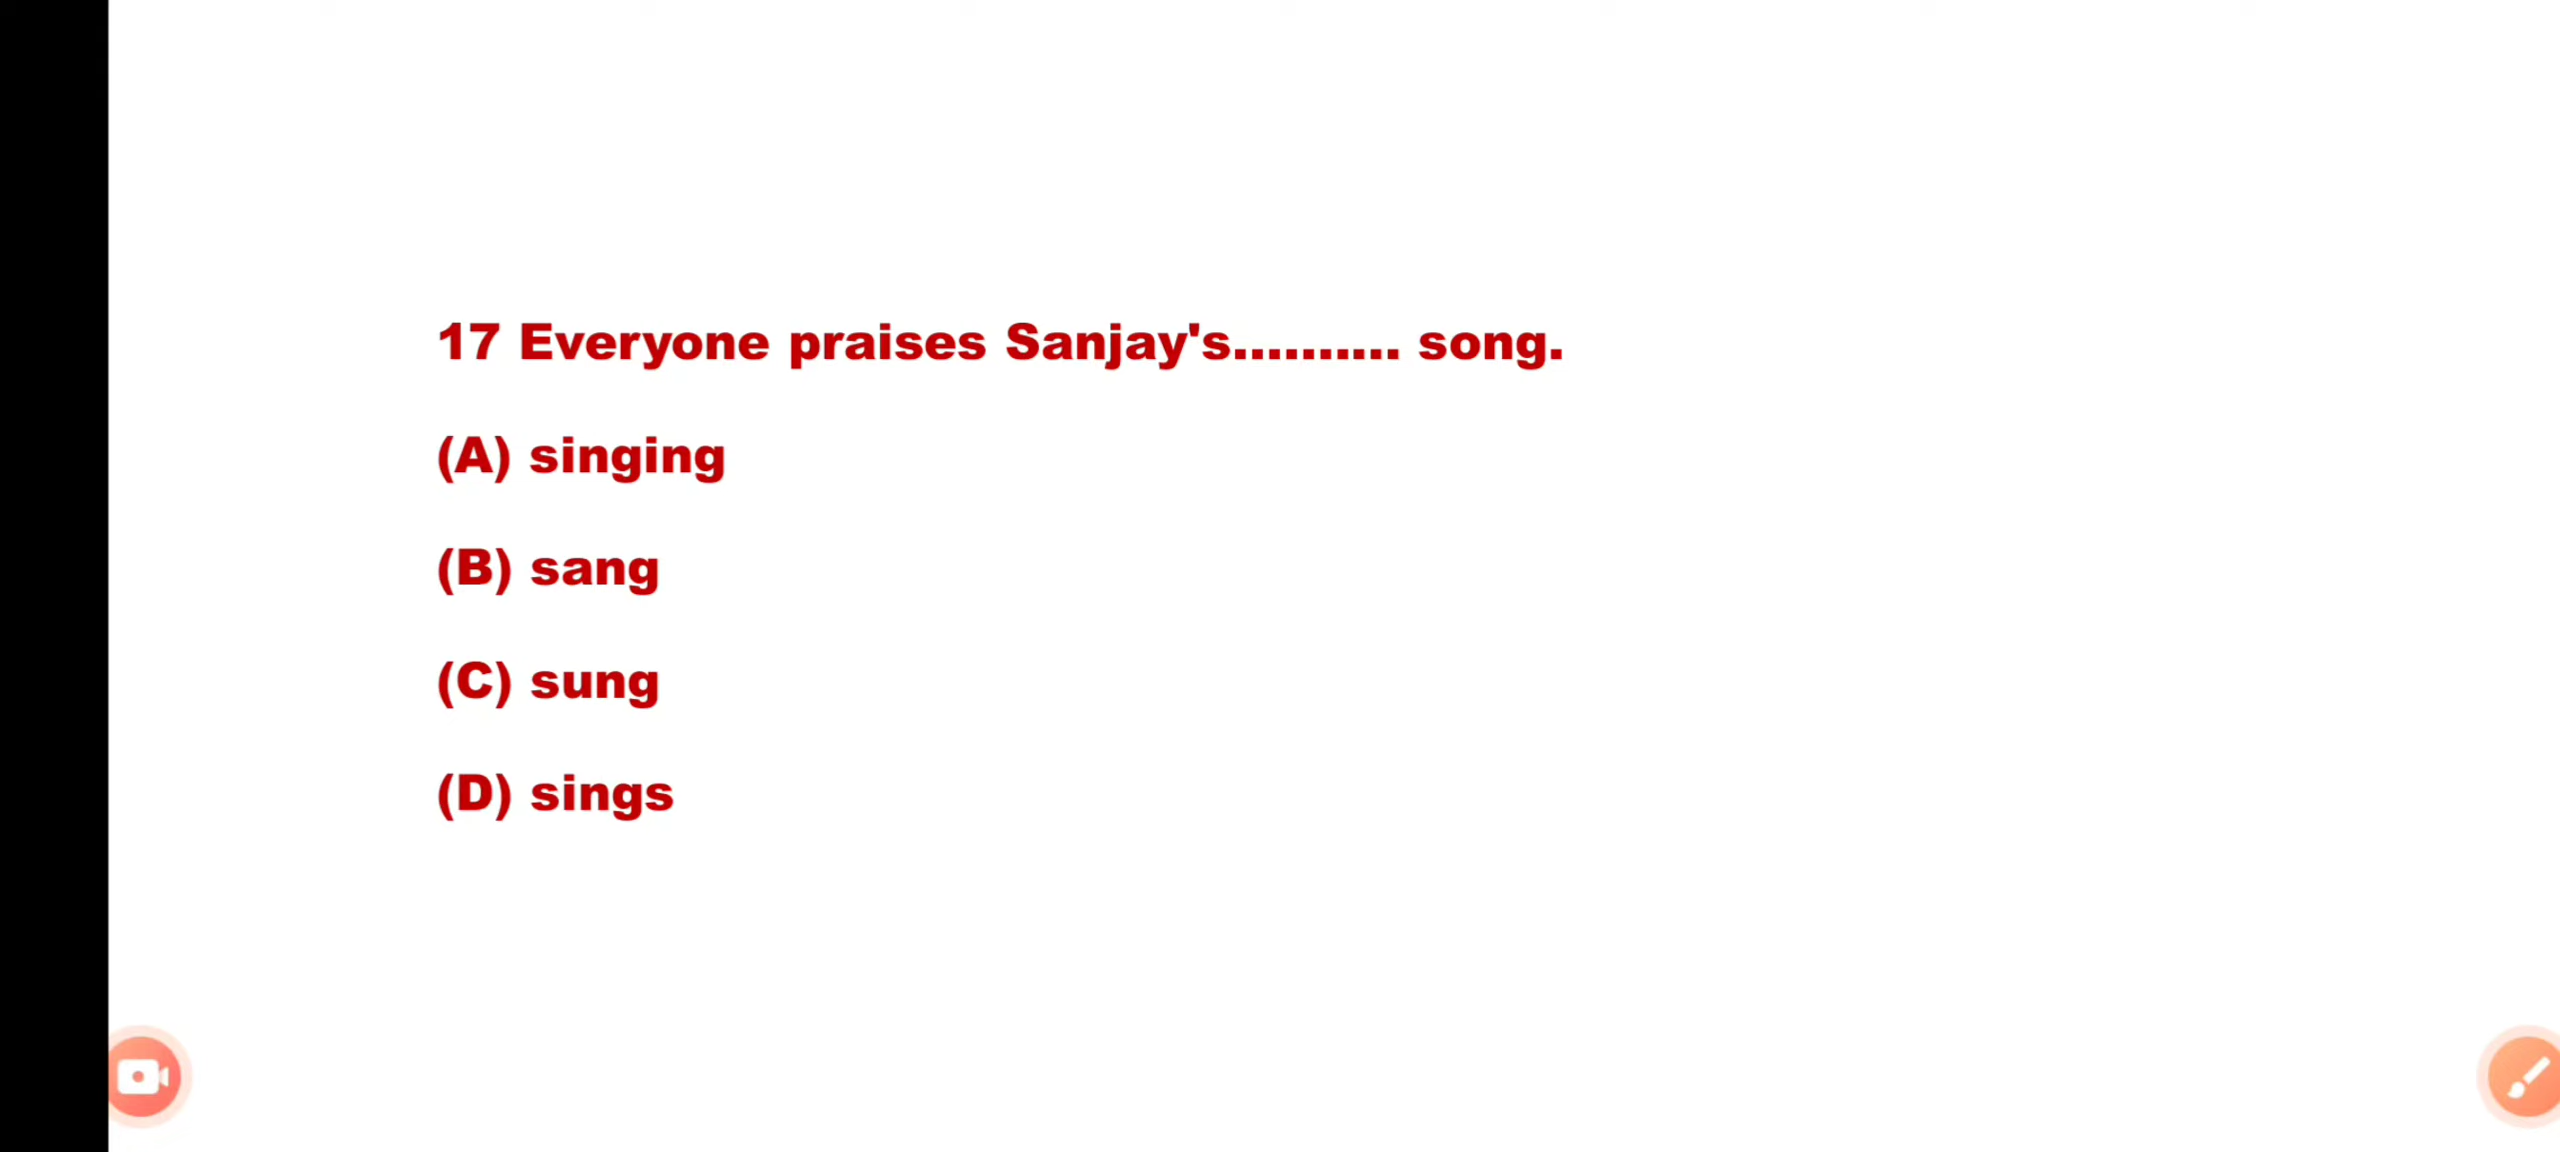 17 Everyone praises Sanjay's.......... song.
(A) singing
(B) sang
(C) sung
(D) sings